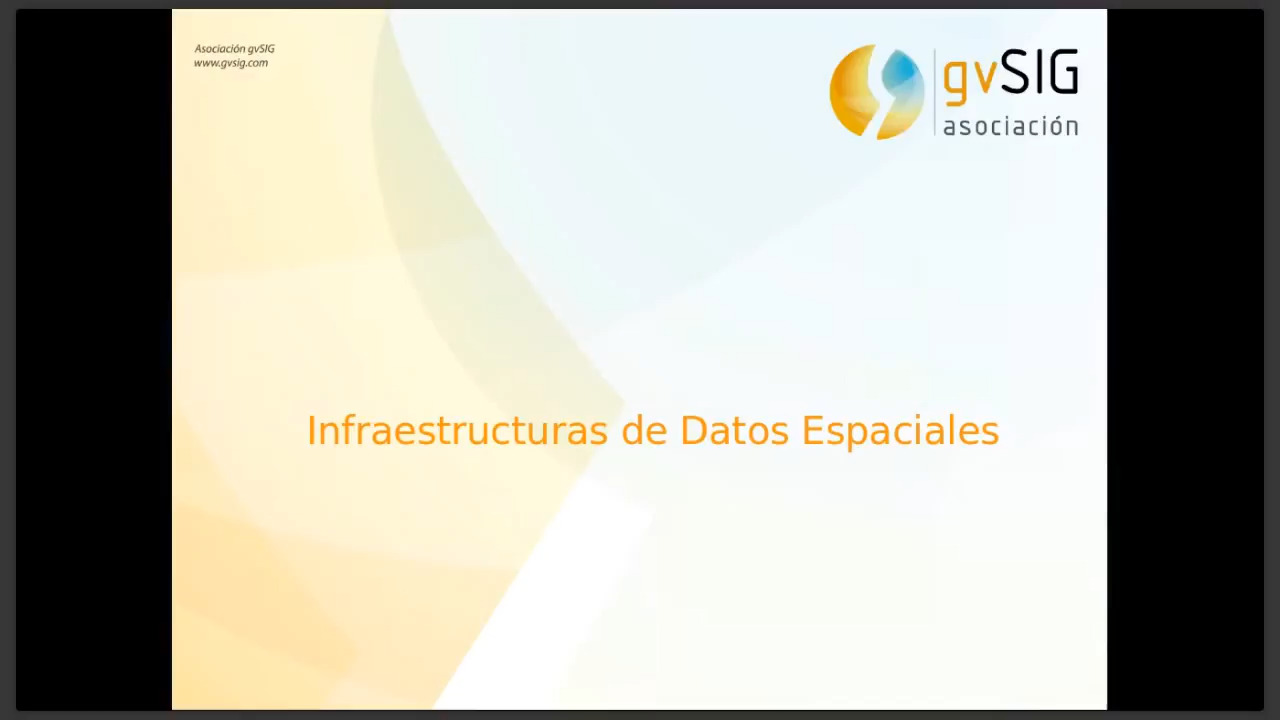 Asociación gvSIG
www.gvsig.com
gvSIG
asociación
Infraestructuras de Datos Espaciales